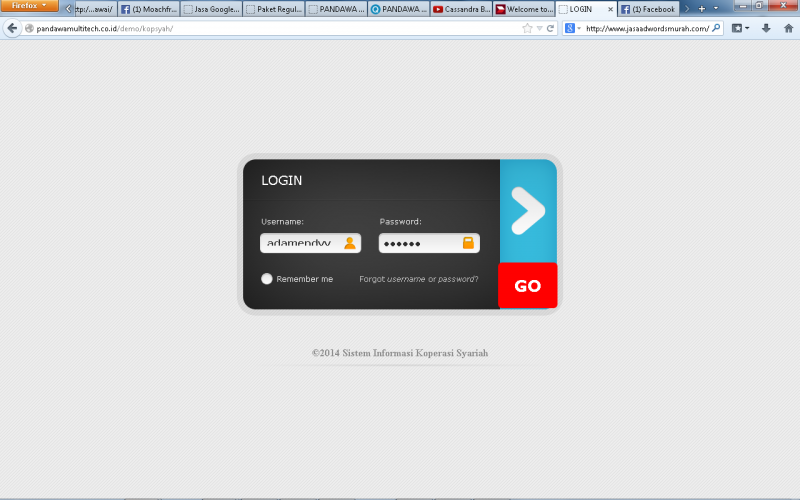 Firefox
ttp:/...awai/
(1) Moachfr...
Jasa Google...
Paket Regul...
PANDAWA ...
PANDAWA ...
Cassandra B...
Welcome to...
LOGIN
(1) Facebook
pandawamultitech.co.id/demo/kopsyah/
http://www.jasaadwordsmurah.com/
LOGIN
Username:
Password:
Remember me
Forgot username or password?
GO
©2014 Sistem Informasi Koperasi Syariah